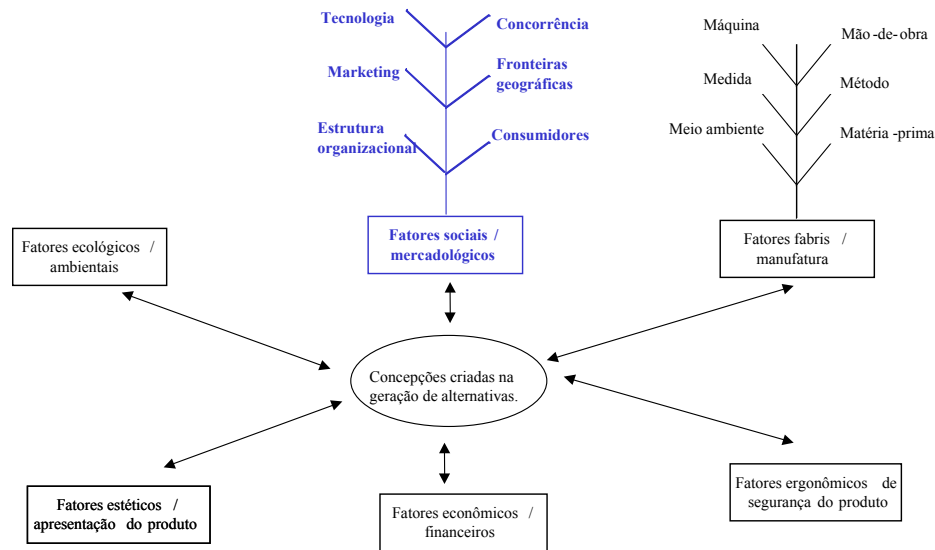 Tecnologia
Concorrência
Marketing
Fronteiras
geográficas
Estrutura
organizacional
Consumidores
Máquina
Mão-de-obra
Medida
Método
Meio ambiente
Matéria-prima
Fatores ecológicos /
ambientais
Fatores sociais /
mercadológicos
Fatores fabris /
manufatura
Concepções criadas na
geração de alternativas.
Fatores estéticos /
apresentação do produto
Fatores econômicos /
financeiros
Fatores ergonômicos de
segurança do produto